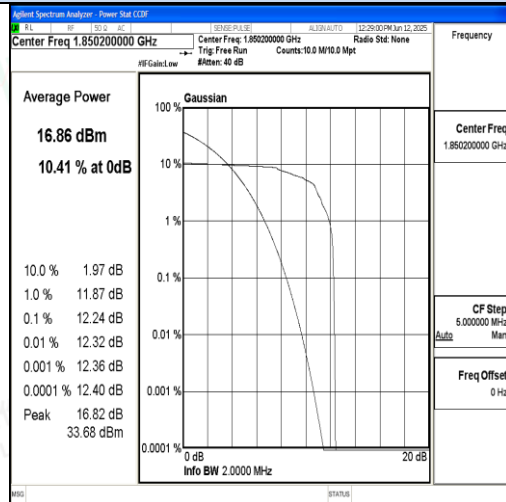 Agilent Spectrum Analyzer - Power Stat CCDF
RL RF 50 Ω AC SENSE:PULSE ALIGN AUTO 12:29:00 PM Jun 12, 2025
Center Freq 1.850200000 GHz
Center Freq: 1.850200000 GHz
Radio Std: None
Trig: Free Run
Counts:10.0 M/10.0 Mpt
#IFGain:Low
#Atten: 40 dB
Frequency
Average Power
16.86 dBm
10.41 % at 0dB
10.0 % 1.97 dB
1.0 % 11.87 dB
0.1 % 12.24 dB
0.01 % 12.32 dB
0.001 % 12.36 dB
0.0001 % 12.40 dB
Peak 16.82 dB
33.68 dBm
Gaussian
100 %
10 %
1 %
0.1 %
0.01 %
0.001 %
0.0001 %
0 dB
20 dB
Info BW 2.0000 MHz
Center Freq
1.850200000 GHz
CF Step
5.000000 MHz
Auto Man
Freq Offset
0 Hz
MSG
STATUS